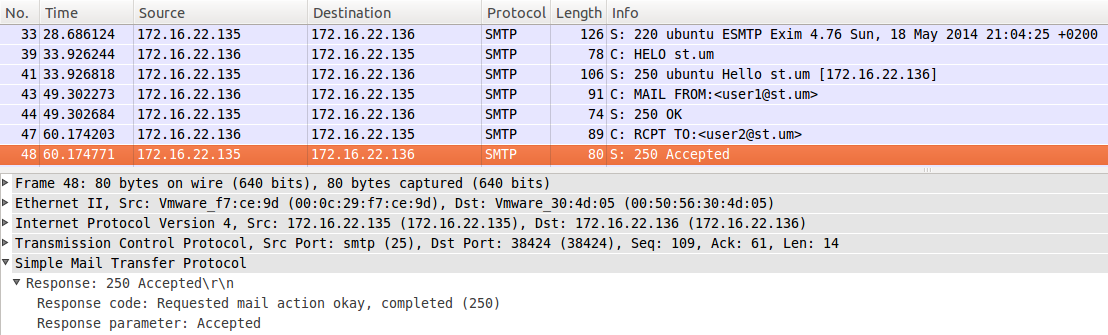 No. Time Source Destination Protocol Length Info
33 28.686124 172.16.22.135 172.16.22.136 SMTP 126 S: 220 ubuntu ESMTP Exim 4.76 Sun, 18 May 2014 21:04:25 +0200
39 33.926244 172.16.22.136 172.16.22.135 SMTP 78 C: HELO st.um
41 33.926818 172.16.22.135 172.16.22.136 SMTP 106 S: 250 ubuntu Hello st.um [172.16.22.136]
43 49.302273 172.16.22.136 172.16.22.135 SMTP 91 C: MAIL FROM:<user1@st.um>
44 49.302684 172.16.22.135 172.16.22.136 SMTP 74 S: 250 OK
47 60.174203 172.16.22.136 172.16.22.135 SMTP 89 C: RCPT TO:<user2@st.um>
48 60.174771 172.16.22.135 172.16.22.136 SMTP 80 S: 250 Accepted
Frame 48: 80 bytes on wire (640 bits), 80 bytes captured (640 bits)
Ethernet II, Src: Vmware_f7:ce:9d (00:0c:29:f7:ce:9d), Dst: Vmware_30:4d:05 (00:50:56:30:4d:05)
Internet Protocol Version 4, Src: 172.16.22.135 (172.16.22.135), Dst: 172.16.22.136 (172.16.22.136)
Transmission Control Protocol, Src Port: smtp (25), Dst Port: 38424 (38424), Seq: 109, Ack: 61, Len: 14
Simple Mail Transfer Protocol
Response: 250 Accepted\r\n
Response code: Requested mail action okay, completed (250)
Response parameter: Accepted